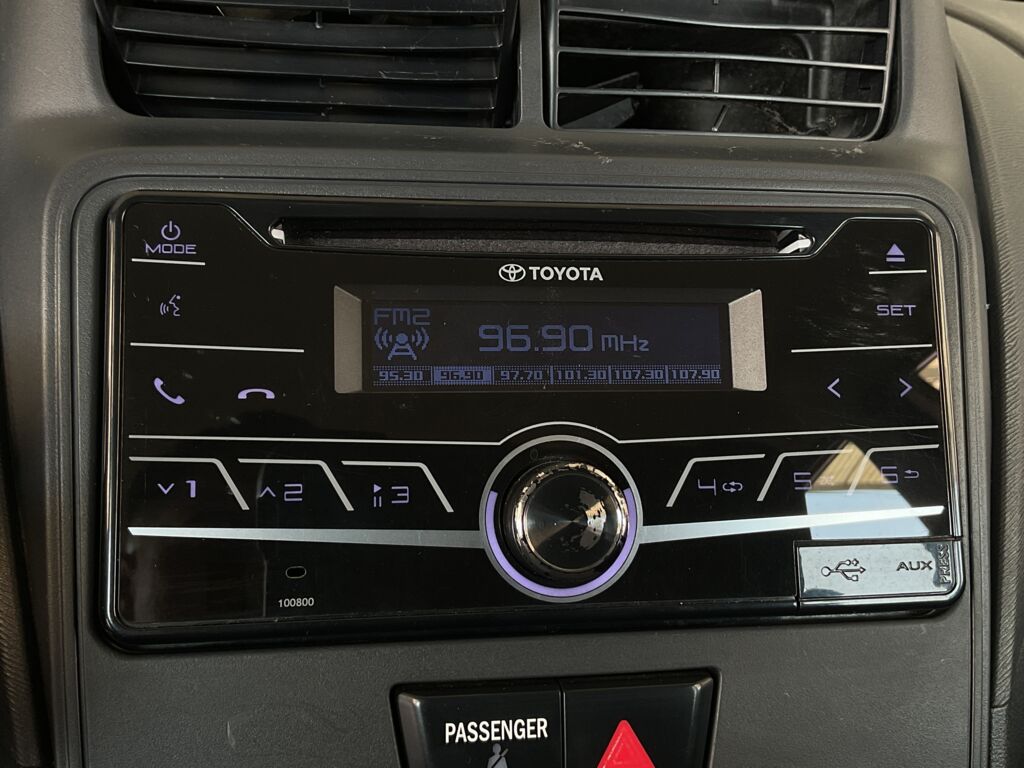 MODE
TOYOTA
SET
FM2
96.90 MHz
95.30 96.90 97.70 101.30 107.30 107.90
1 2 3 4 5 6
100800
AUX
PRESS
PASSENGER